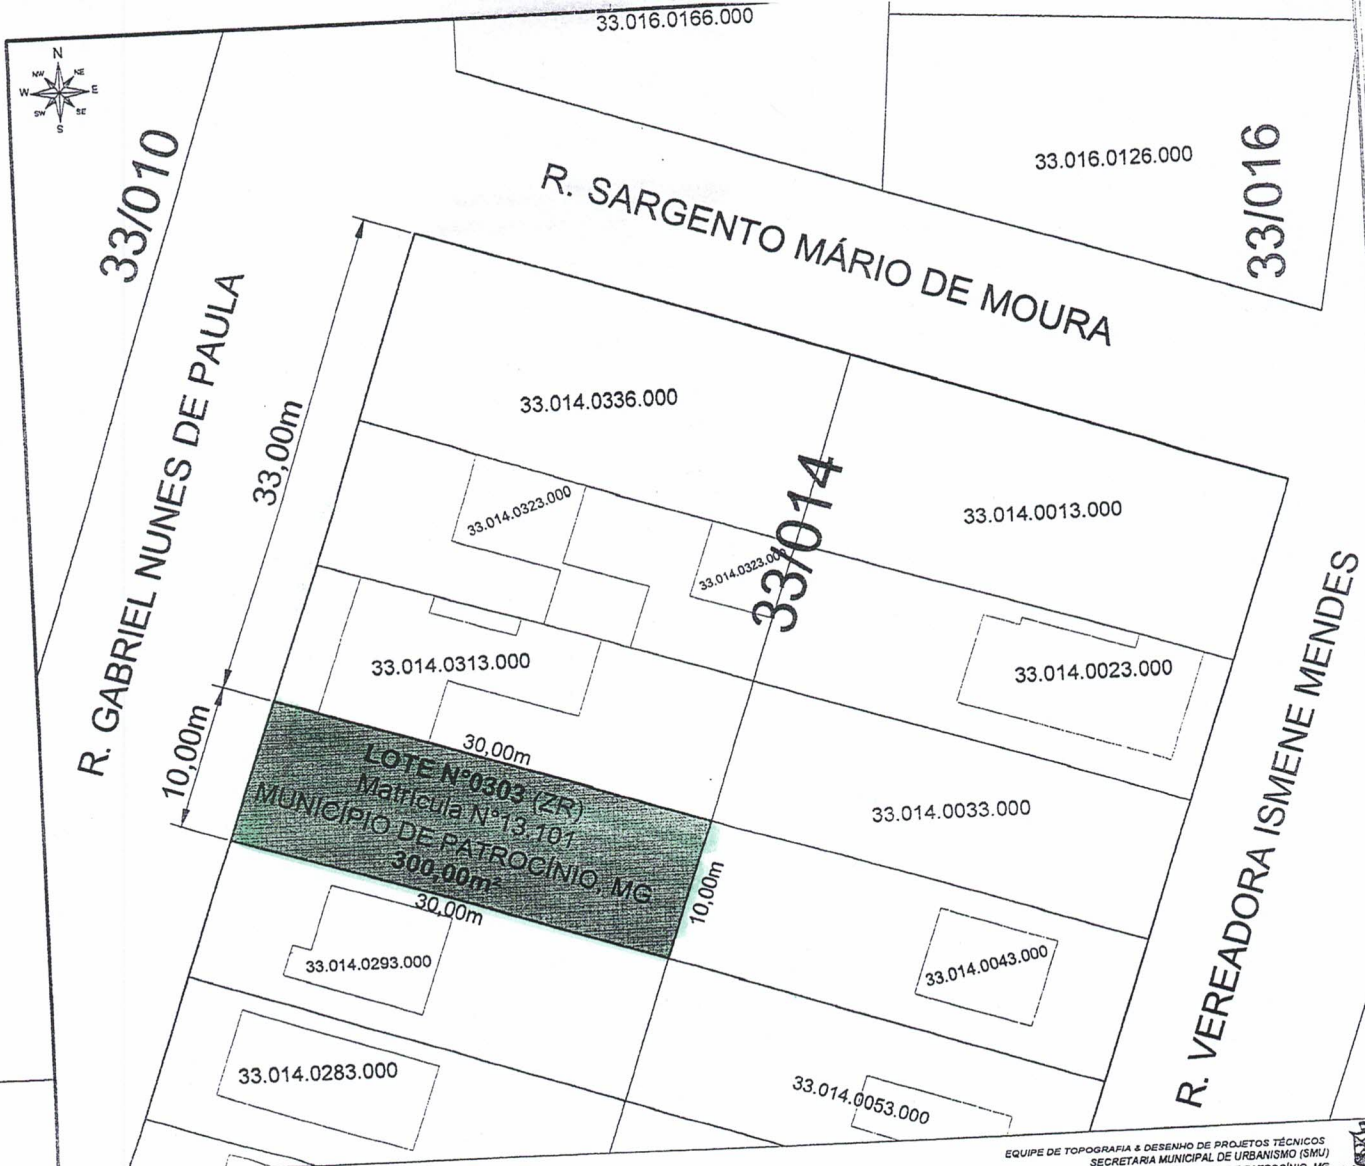 33.016.0166.000
N
NW
NE
W
E
SW
SE
S
33/010
33.016.0126.000
33/016
R. SARGENTO MÁRIO DE MOURA
R. GABRIEL NUNES DE PAULA
33,00m
33.014.0336.000
33/014
33.014.0013.000
33.014.0323.000
33.014.0323.000
33.014.0313.000
33.014.0023.000
R. VEREADORA ISMENE MENDES
10,00m
30,00m
LOTE N°0303 (ZR)
Matrícula N°13.101
MUNICÍPIO DE PATROCÍNIO, MG
300,00m²
30,00m
10,00m
33.014.0033.000
33.014.0293.000
33.014.0043.000
33.014.0283.000
33.014.0053.000
EQUIPE DE TOPOGRAFIA & DESENHO DE PROJETOS TÉCNICOS
SECRETARIA MUNICIPAL DE URBANISMO (SMU)